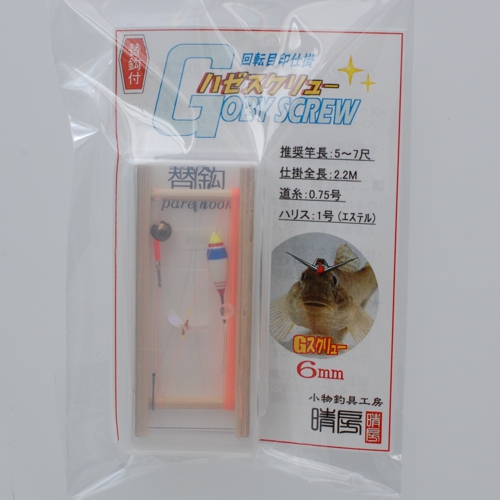 替鈎付
回転目印仕掛
ハゼスクリュー
GOBY SCREW
推奨竿長:5〜7尺
仕掛全長:2.2M
道糸:0.75号
ハリス:1号(エステル)
替鈎
pare hook
Gスクリュー
6mm
小物釣具工房
晴風
晴風